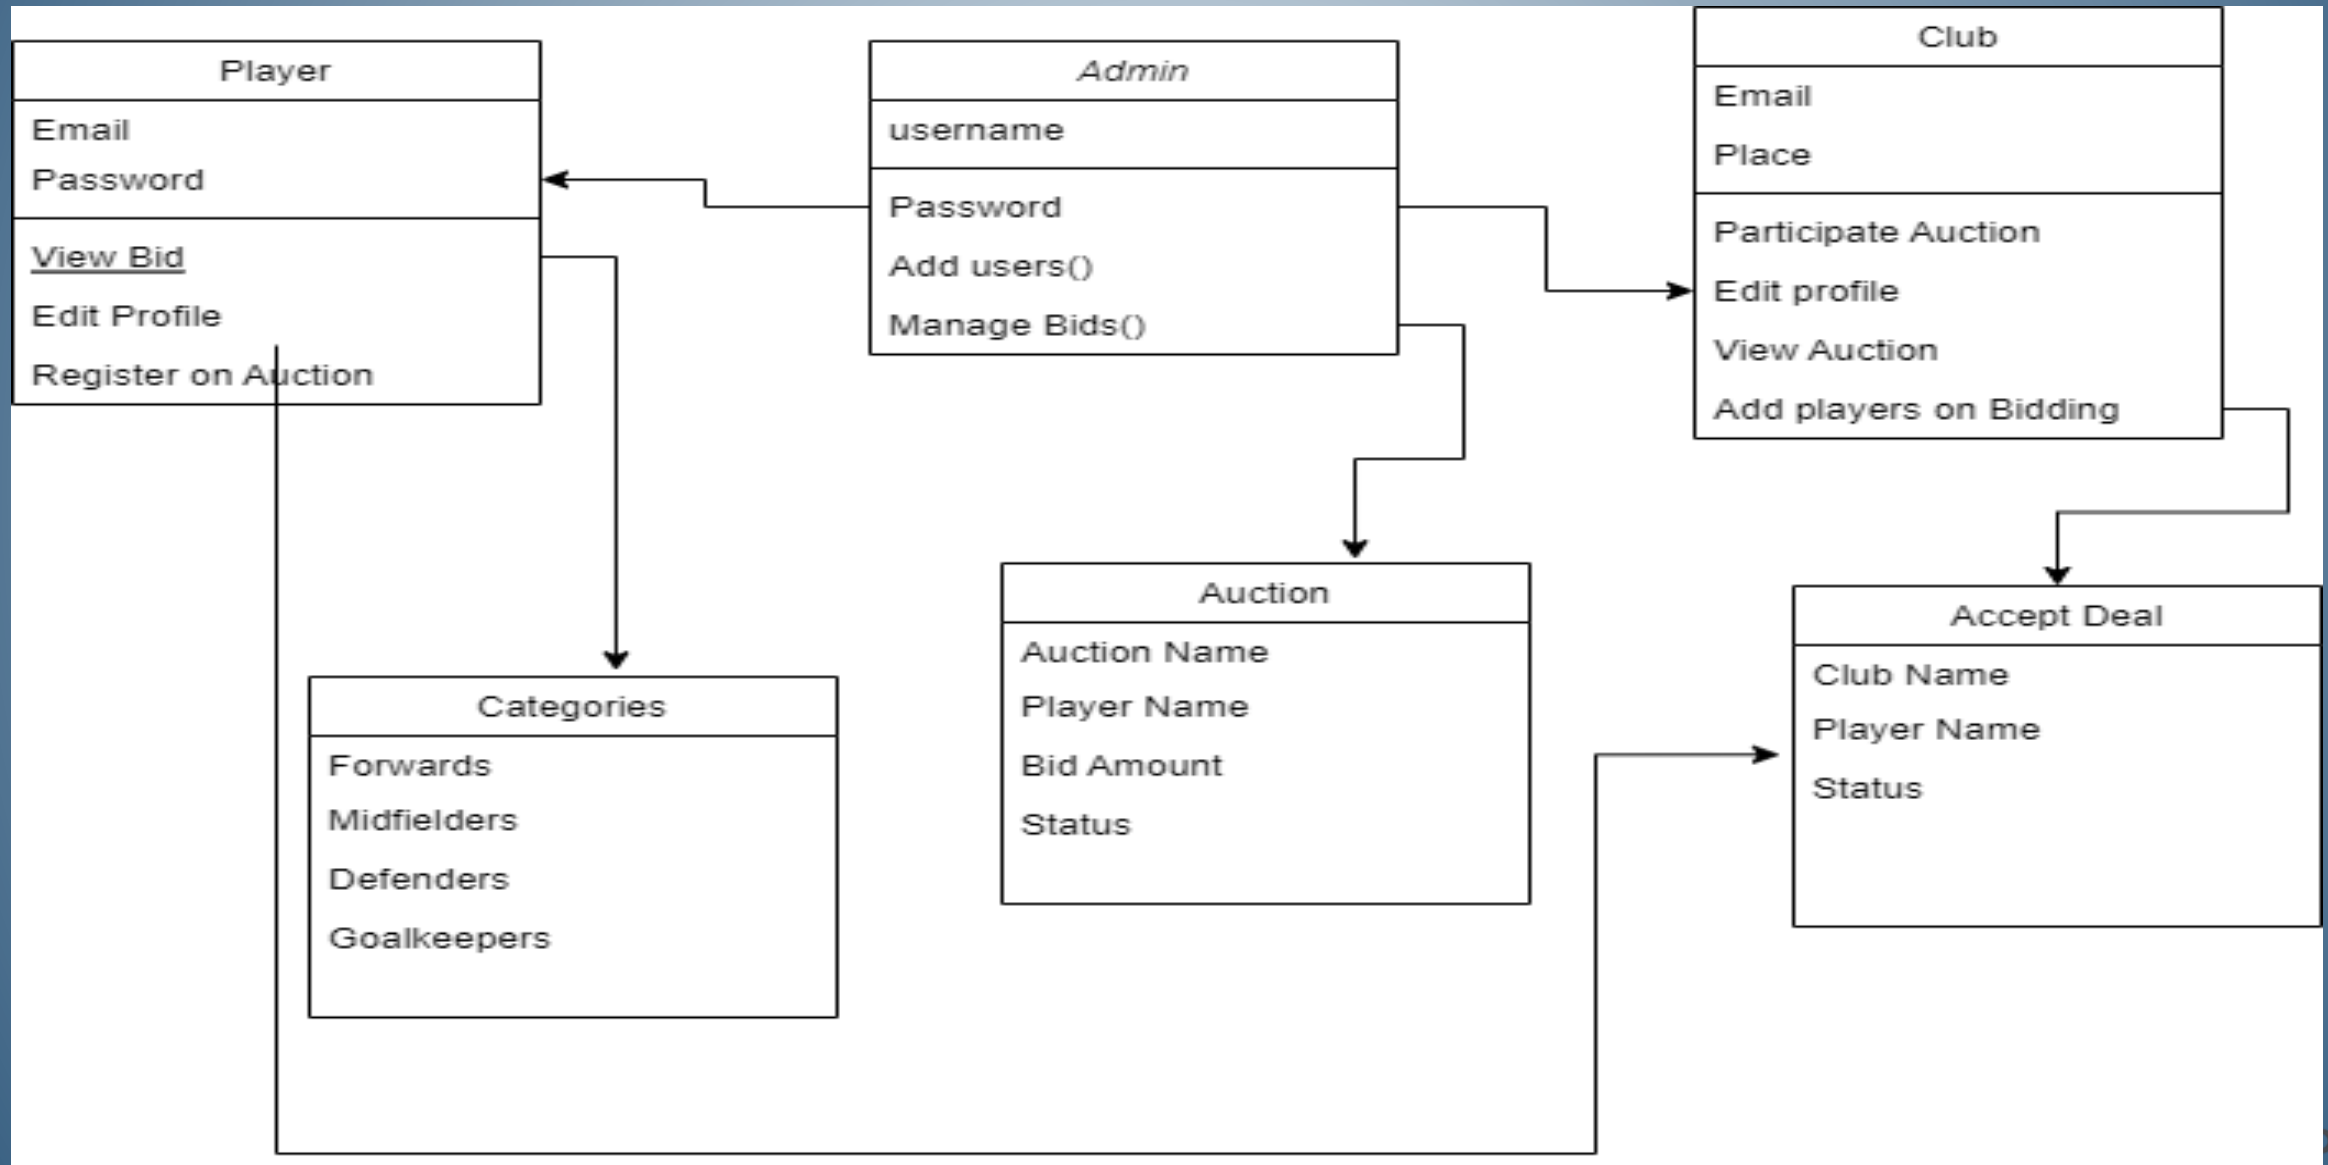 Player
Email
Password
View Bid
Edit Profile
Register on Auction
Admin
username
Password
Add users()
Manage Bids()
Club
Email
Place
Participate Auction
Edit profile
View Auction
Add players on Bidding
Categories
Forwards
Midfielders
Defenders
Goalkeepers
Auction
Auction Name
Player Name
Bid Amount
Status
Accept Deal
Club Name
Player Name
Status